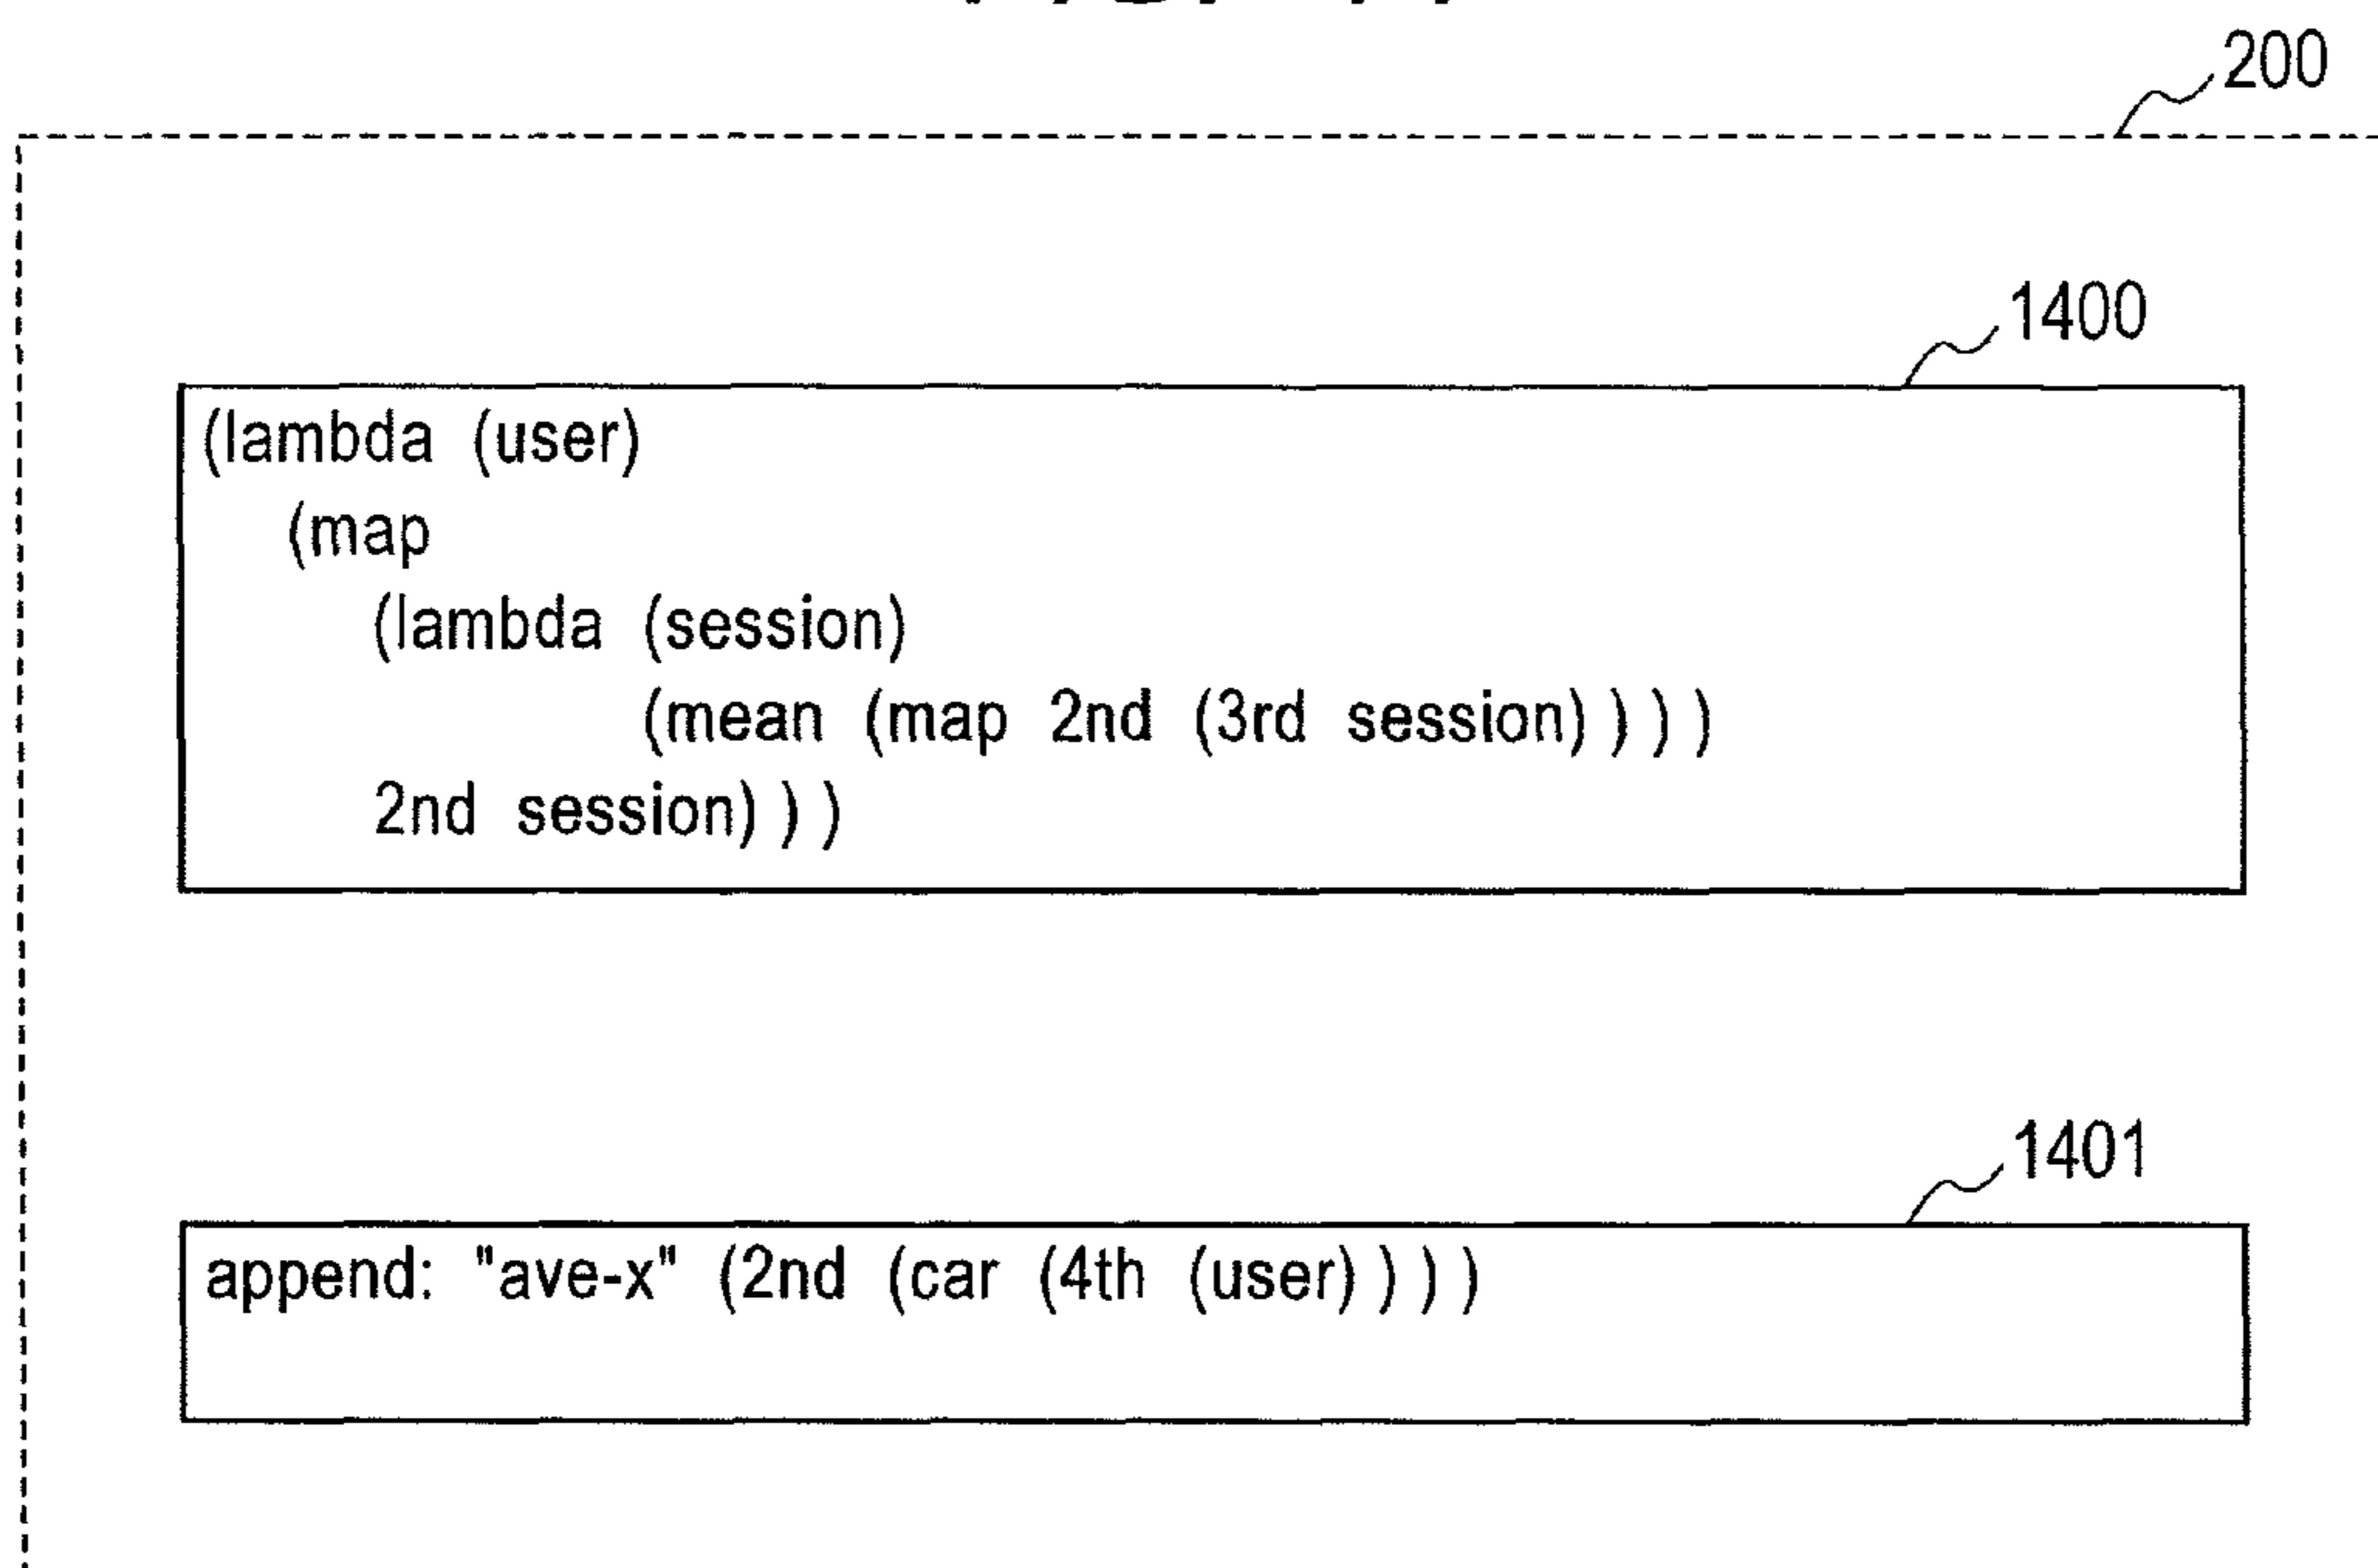 200
1400
(lambda (user)
(map
(lambda (session)
(mean (map 2nd (3rd session) ) ) )
2nd session) ) )
1401
append: "ave-x" (2nd (car (4th (user) ) ) )